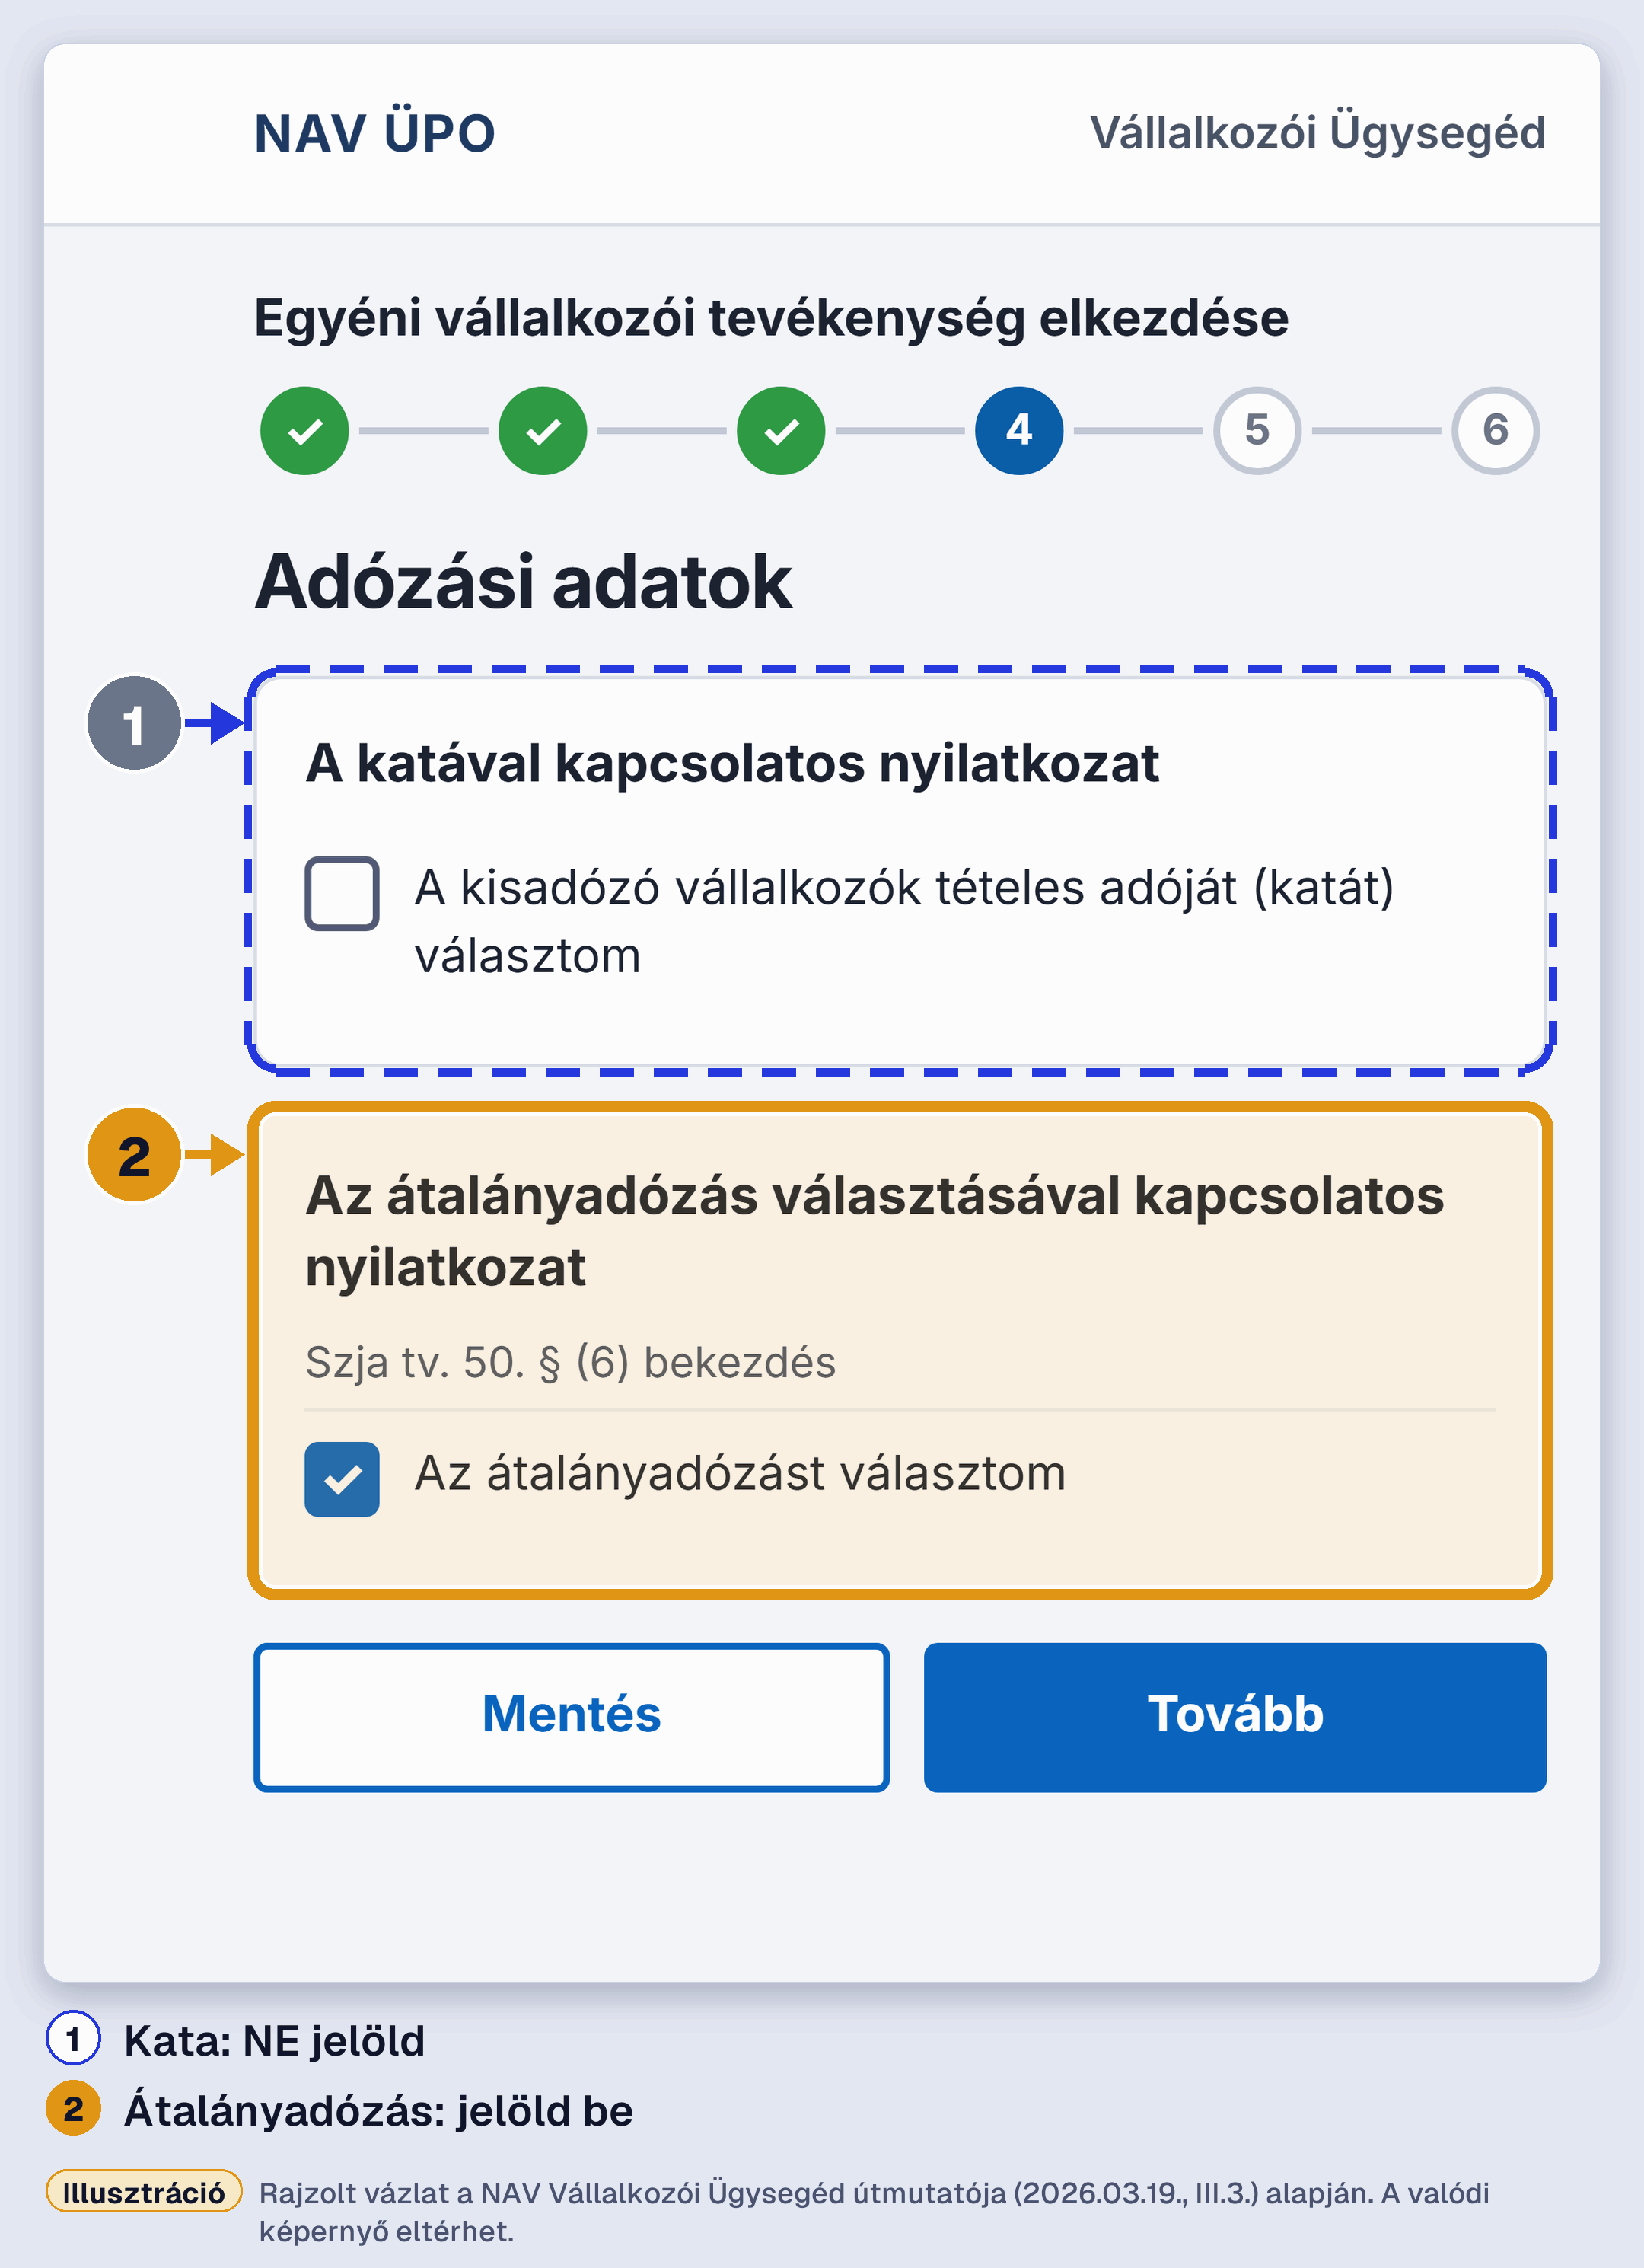 NAV ÜPO
Vállalkozói Ügysegéd
Egyéni vállalkozói tevékenység elkezdése
4
5
6
Adózási adatok
1
A katával kapcsolatos nyilatkozat
A kisadózó vállalkozók tételes adóját (katát)
választom
2
Az átalányadózás választásával kapcsolatos
nyilatkozat
Szja tv. 50. § (6) bekezdés
Az átalányadózást választom
Mentés
Tovább
1 Kata: NE jelöld
2 Átalányadózás: jelöld be
Illusztráció Rajzolt vázlat a NAV Vállalkozói Ügysegéd útmutatója (2026.03.19., III.3.) alapján. A valódi
képernyő eltérhet.